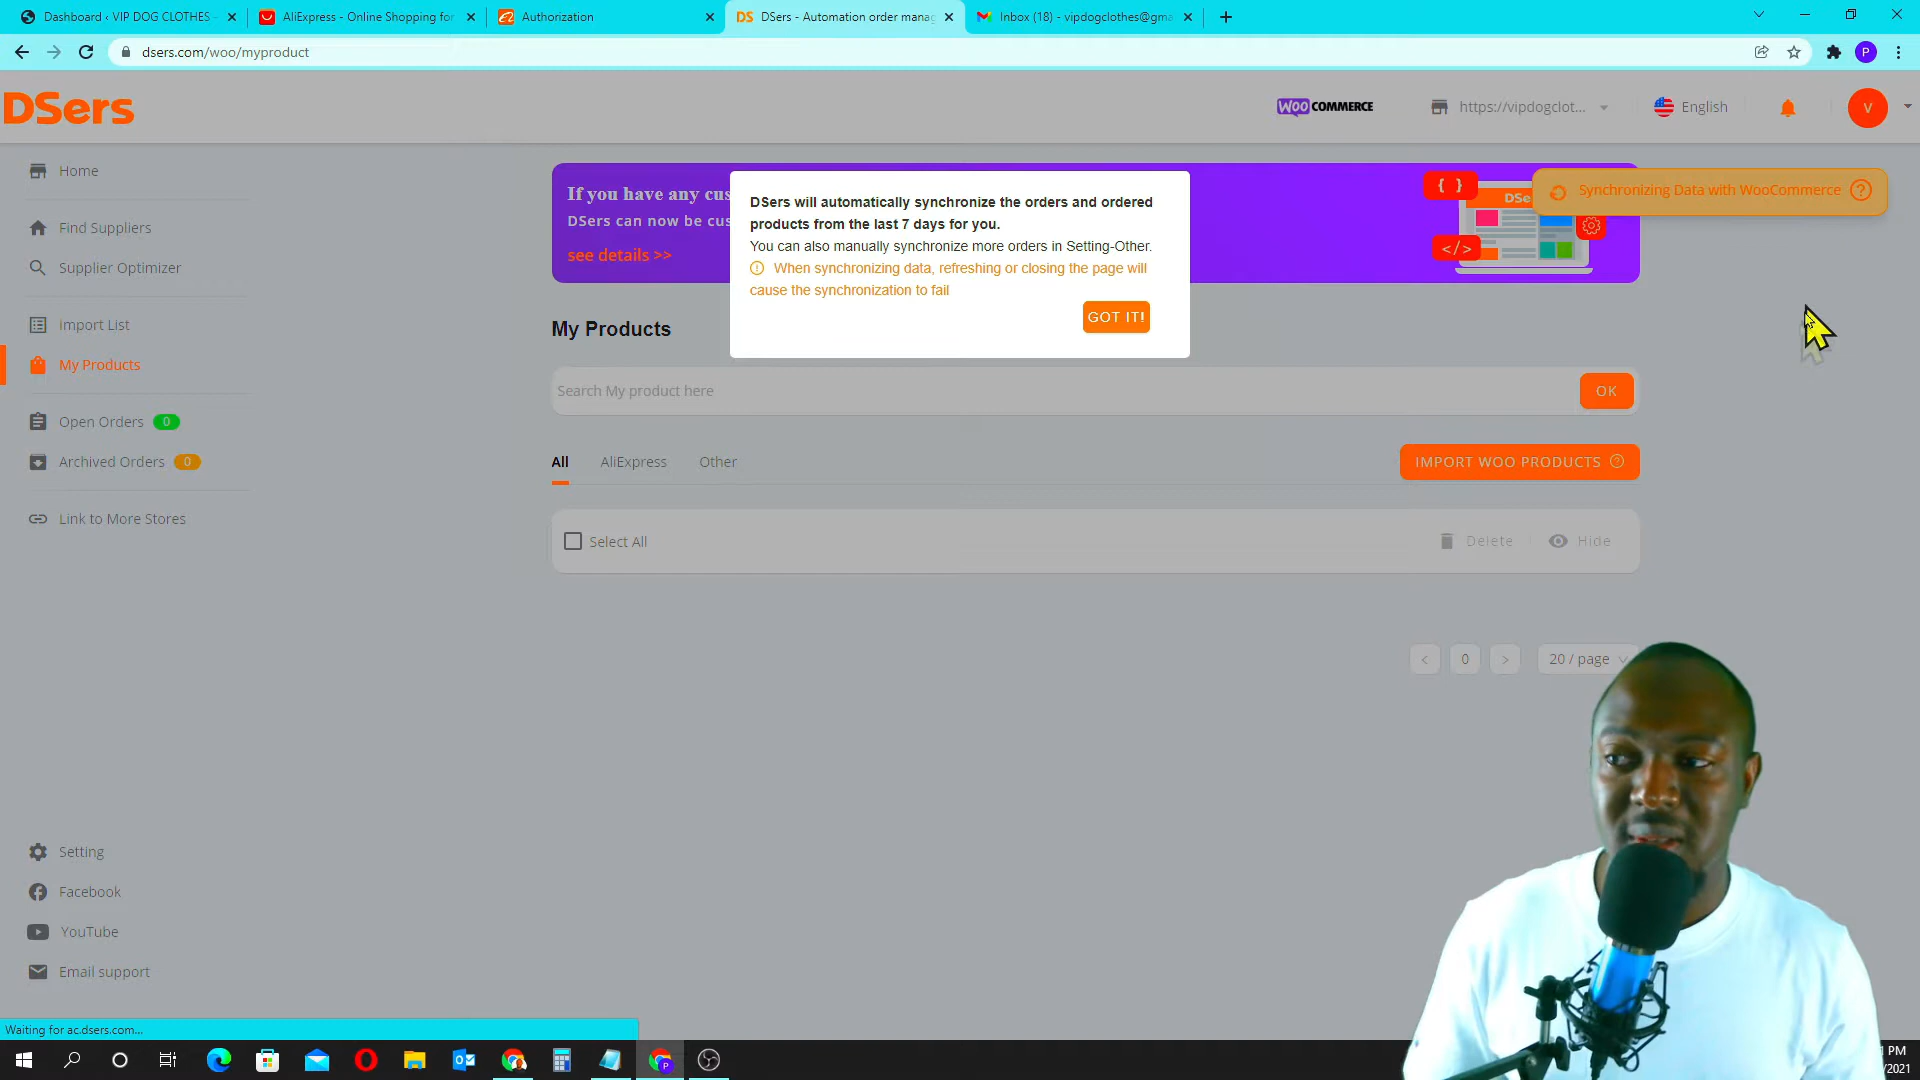 Dashboard ‹ VIP DOG CLOTHES -
AliExpress - Online Shopping for
Authorization
DS
DSers - Automation order manag
Inbox (18) - vipdogclothes@gma
dsers.com/woo/myproduct
P
DSers
WOO COMMERCE
https://vipdogclot...
English
V
Home
Find Suppliers
Supplier Optimizer
Import List
My Products
Open Orders 0
Archived Orders 0
Link to More Stores
If you have any cus
DSers can now be cus
see details >>
{ }
DSe
</>
Synchronizing Data with WooCommerce ?
DSers will automatically synchronize the orders and ordered
products from the last 7 days for you.
You can also manually synchronize more orders in Setting-Other.
When synchronizing data, refreshing or closing the page will
cause the synchronization to fail
GOT IT!
My Products
Search My product here
OK
All
AliExpress
Other
IMPORT WOO PRODUCTS ?
Select All
Delete
Hide
< 0 >
20 / page
Setting
Facebook
YouTube
Email support
Waiting for ac.dsers.com...
PM
/2021